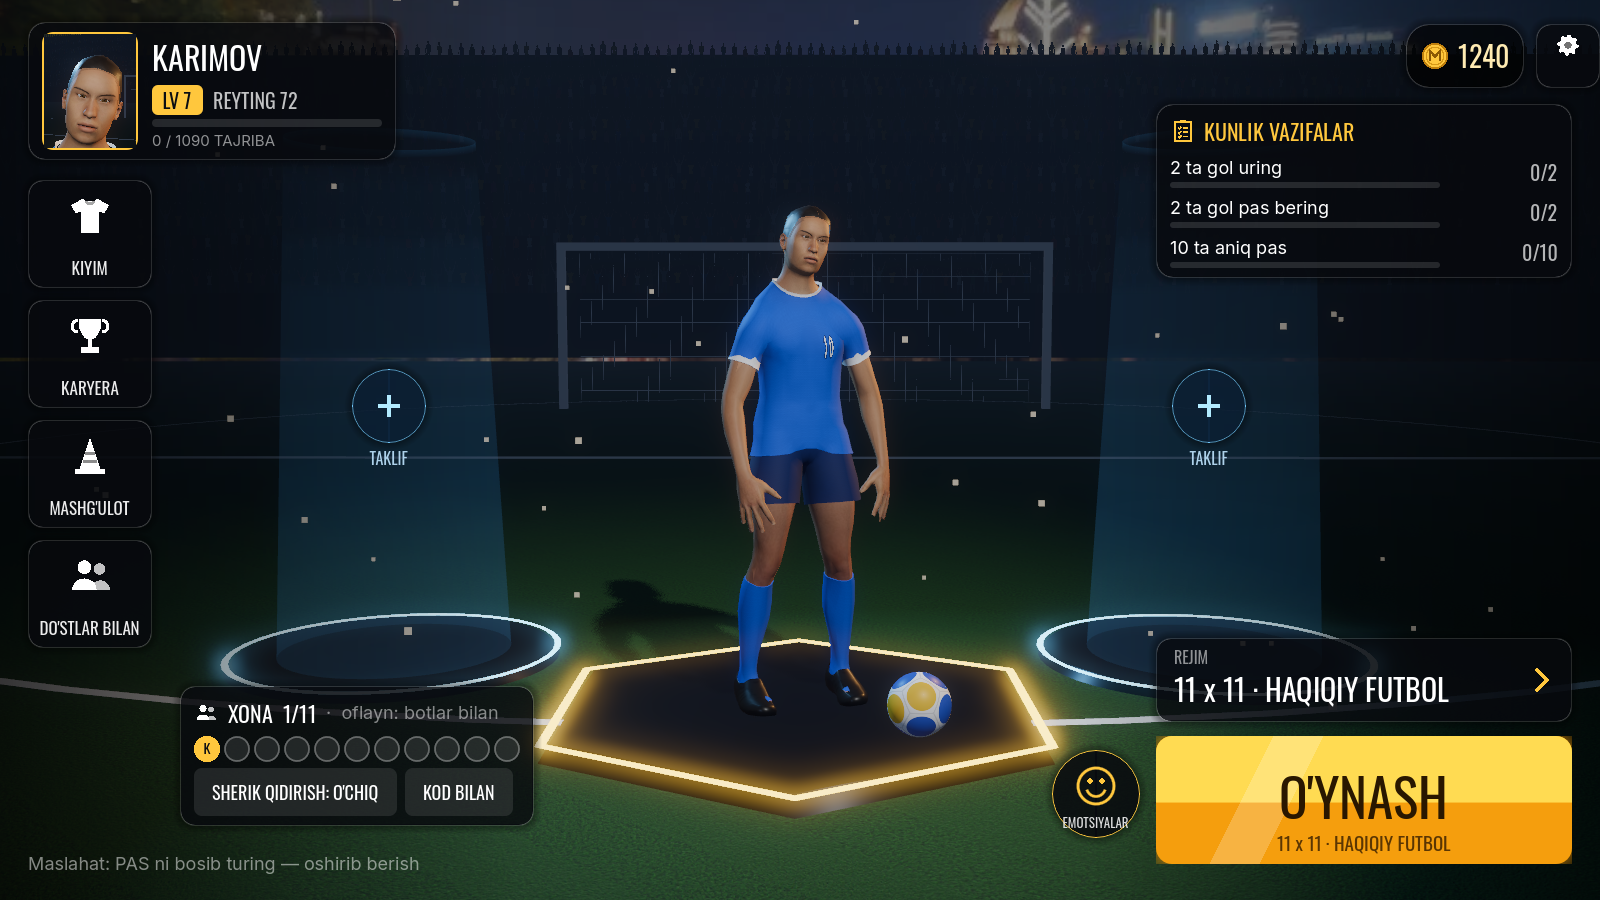 KARIMOV
LV 7 REYTING 72
0 / 1090 TAJRIBA
1240
KUNLIK VAZIFALAR
2 ta gol uring 0/2
2 ta gol pas bering 0/2
10 ta aniq pas 0/10
KIYIM
KARYERA
MASHG'ULOT
DO'STLAR BILAN
TAKLIF
TAKLIF
10
XONA 1/11 · oflayn: botlar bilan
K
SHERIK QIDIRISH: O'CHIQ
KOD BILAN
EMOTSIYALAR
REJIM
11 x 11 · HAQIQIY FUTBOL
O'YNASH
11 x 11 · HAQIQIY FUTBOL
Maslahat: PAS ni bosib turing — oshirib berish